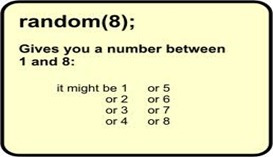 random(8);
Gives you a number between
1 and 8:
it might be 1 or 5
or 2 or 6
or 3 or 7
or 4 or 8